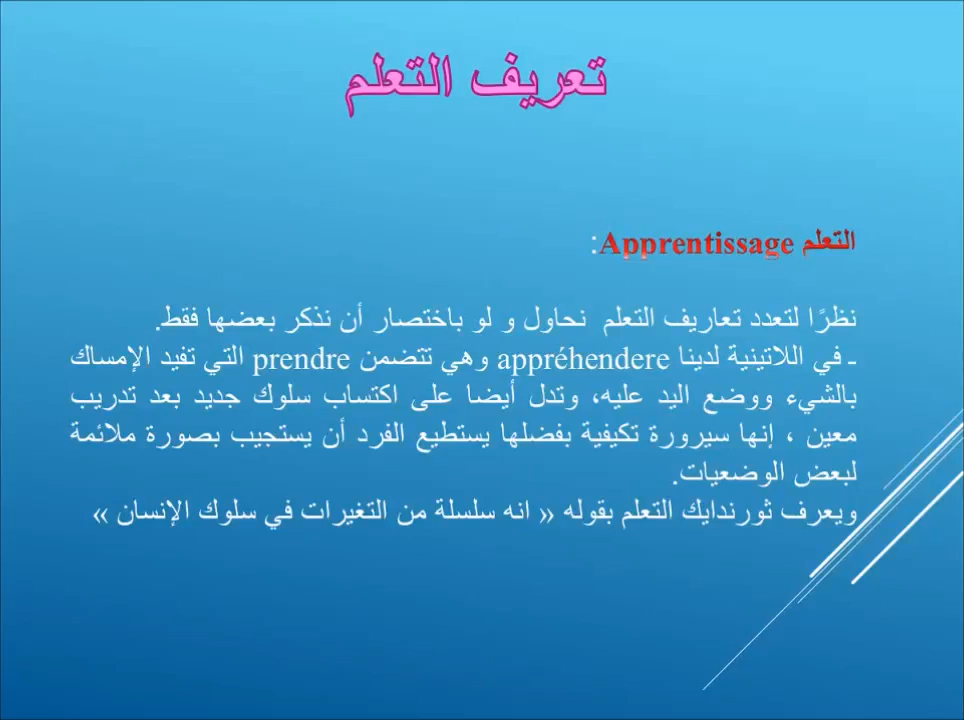 تعريف التعلم
التعلم Apprentissage:
نظرًا لتعدد تعاريف التعلم نحاول و لو باختصار أن نذكر بعضها فقط.
ـ في اللاتينية لدينا appréhendere وهي تتضمن prendre التي تفيد الإمساك
بالشيء ووضع اليد عليه، وتدل أيضا على اكتساب سلوك جديد بعد تدريب
معين ، إنها سيرورة تكيفية بفضلها يستطيع الفرد أن يستجيب بصورة ملائمة
لبعض الوضعيات.
ويعرف ثورندايك التعلم بقوله « انه سلسلة من التغيرات في سلوك الإنسان »